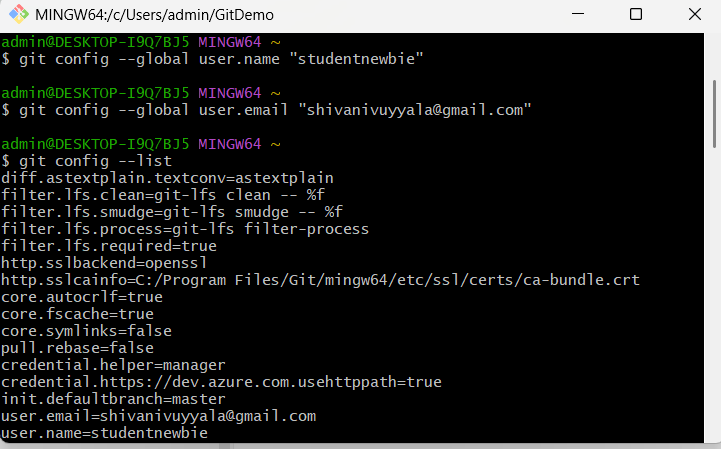 MINGW64:/c/Users/admin/GitDemo
admin@DESKTOP-I9Q7BJ5 MINGW64 ~
$ git config --global user.name "studentnewbie"
admin@DESKTOP-I9Q7BJ5 MINGW64 ~
$ git config --global user.email "shivanivuyyala@gmail.com"
admin@DESKTOP-I9Q7BJ5 MINGW64 ~
$ git config --list
diff.astextplain.textconv=astextplain
filter.lfs.clean=git-lfs clean -- %f
filter.lfs.smudge=git-lfs smudge -- %f
filter.lfs.process=git-lfs filter-process
filter.lfs.required=true
http.sslbackend=openssl
http.sslcainfo=C:/Program Files/Git/mingw64/etc/ssl/certs/ca-bundle.crt
core.autocrlf=true
core.fscache=true
core.symlinks=false
pull.rebase=false
credential.helper=manager
credential.https://dev.azure.com.usehttppath=true
init.defaultbranch=master
user.email=shivanivuyyala@gmail.com
user.name=studentnewbie